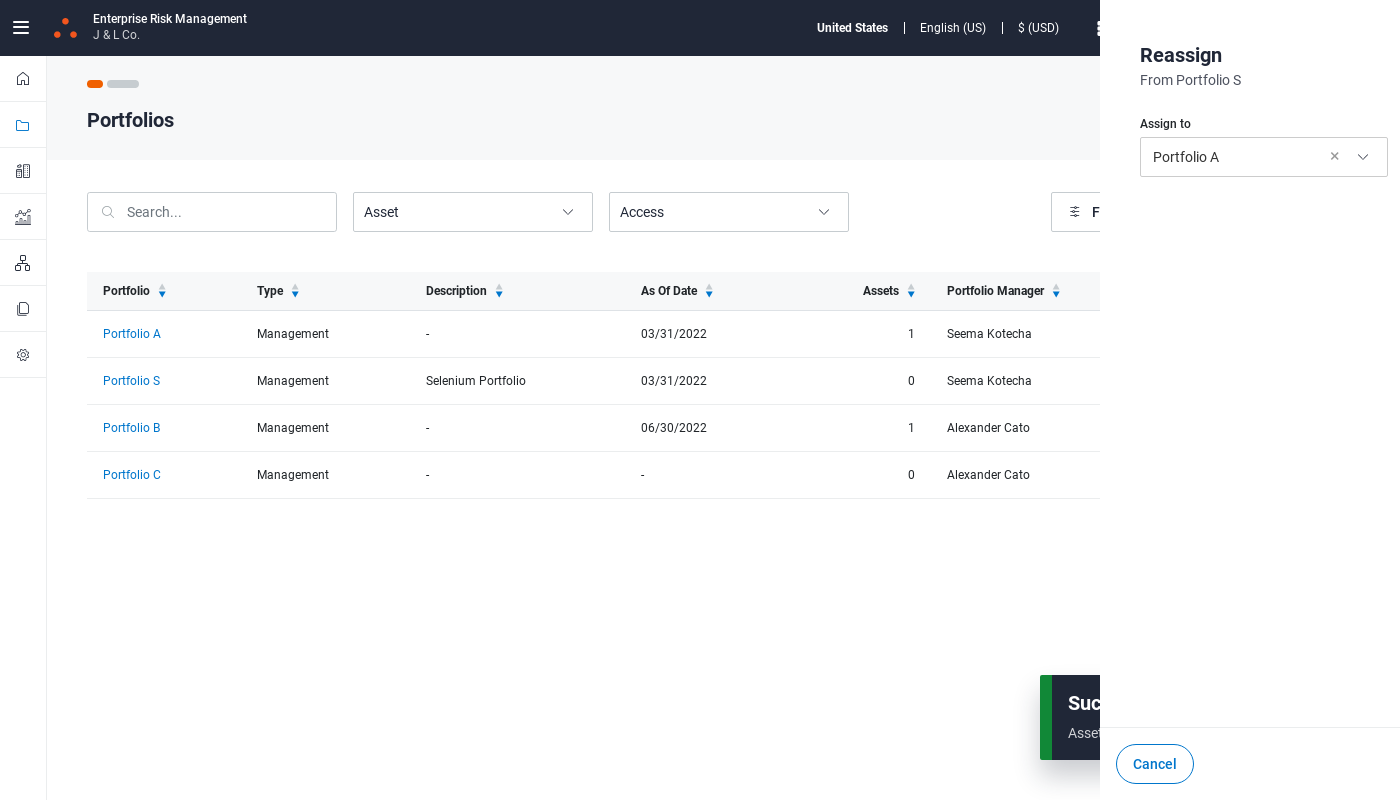 Enterprise Risk Management
J & L Co.
United States
English (US)
$ (USD)
Portfolios
Search...
Asset
Access
F
Portfolio Type Description As Of Date Assets Portfolio Manager
Portfolio A Management - 03/31/2022 1 Seema Kotecha
Portfolio S Management Selenium Portfolio 03/31/2022 0 Seema Kotecha
Portfolio B Management - 06/30/2022 1 Alexander Cato
Portfolio C Management - - 0 Alexander Cato
Suc
Asset
Reassign
From Portfolio S
Assign to
Portfolio A
Cancel